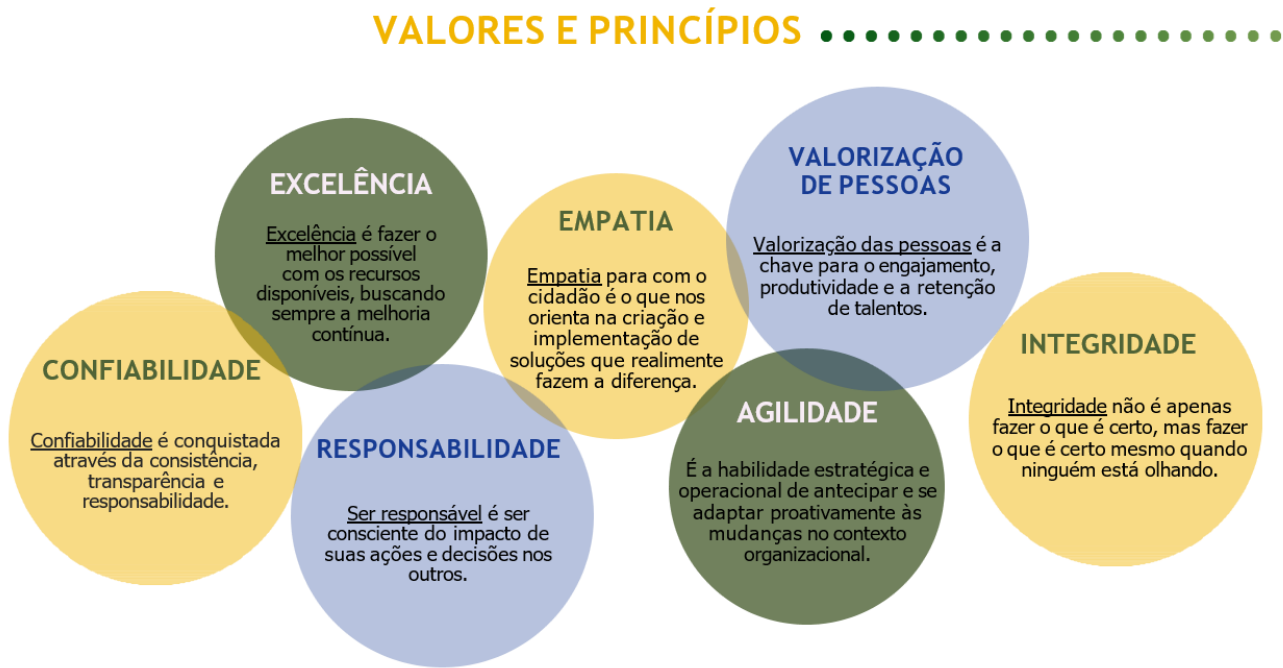 VALORES E PRINCÍPIOS
CONFIABILIDADE
Confiabilidade é conquistada
através da consistência,
transparência e
responsabilidade.
EXCELÊNCIA
Excelência é fazer o
melhor possível
com os recursos
disponíveis, buscando
sempre a melhoria
contínua.
RESPONSABILIDADE
Ser responsável é ser
consciente do impacto de
suas ações e decisões nos
outros.
EMPATIA
Empatia para com o
cidadão é o que nos
orienta na criação e
implementação de
soluções que realmente
fazem a diferença.
VALORIZAÇÃO
DE PESSOAS
Valorização das pessoas é a
chave para o engajamento,
produtividade e a retenção
de talentos.
AGILIDADE
É a habilidade estratégica e
operacional de antecipar e se
adaptar proativamente às
mudanças no contexto
organizacional.
INTEGRIDADE
Integridade não é apenas
fazer o que é certo, mas fazer
o que é certo mesmo quando
ninguém está olhando.